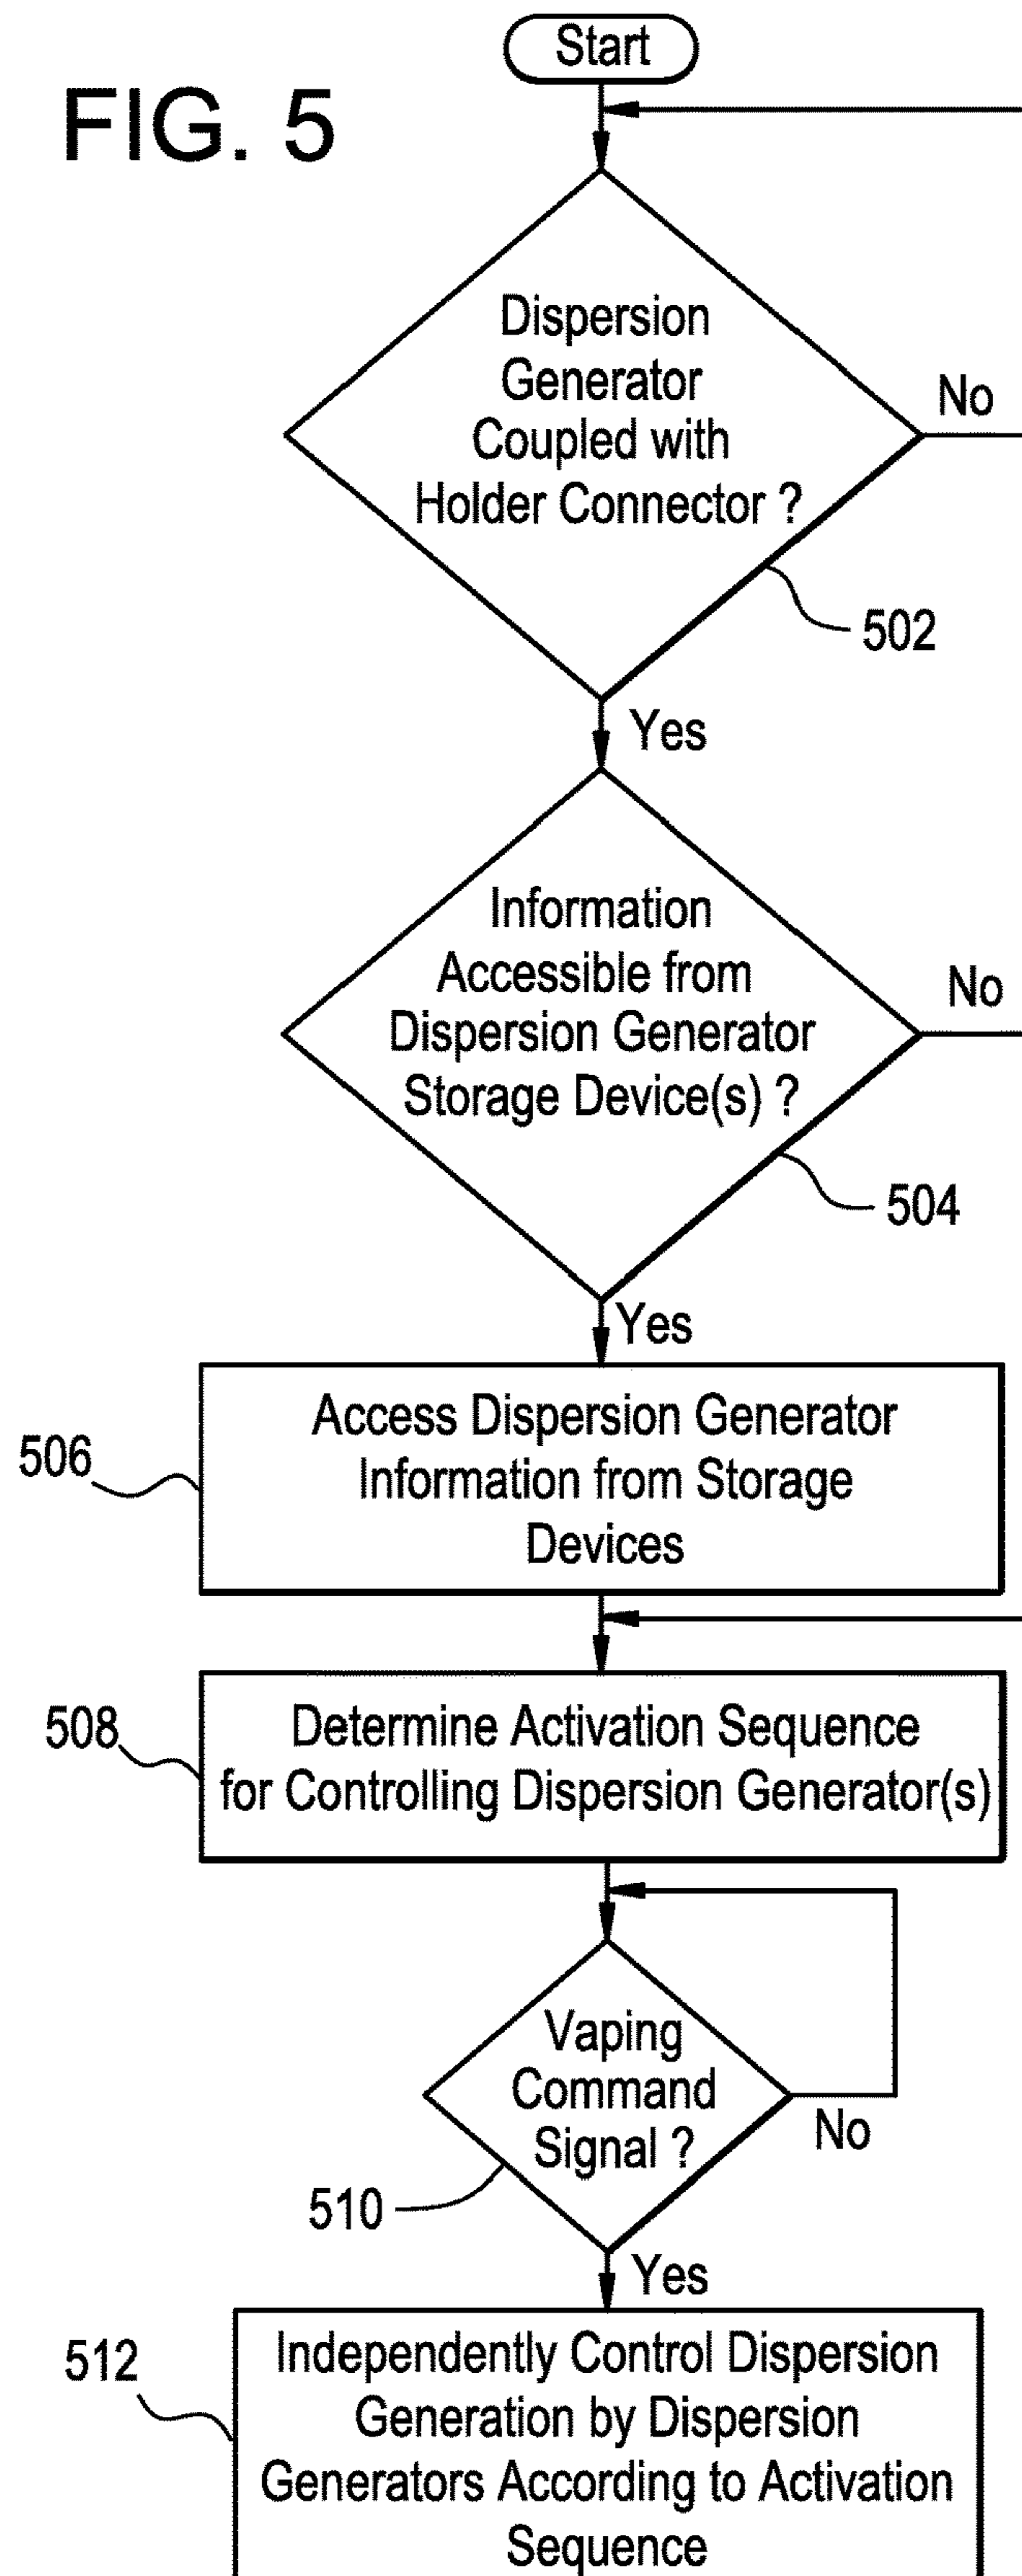 Start
FIG. 5
Dispersion
Generator
Coupled with
Holder Connector ?
No
502
Yes
Information
Accessible from
Dispersion Generator
Storage Device(s) ?
No
504
Yes
506
Access Dispersion Generator
Information from Storage
Devices
508
Determine Activation Sequence
for Controlling Dispersion Generator(s)
Vaping
Command
Signal ?
No
510
Yes
512
Independently Control Dispersion
Generation by Dispersion
Generators According to Activation
Sequence